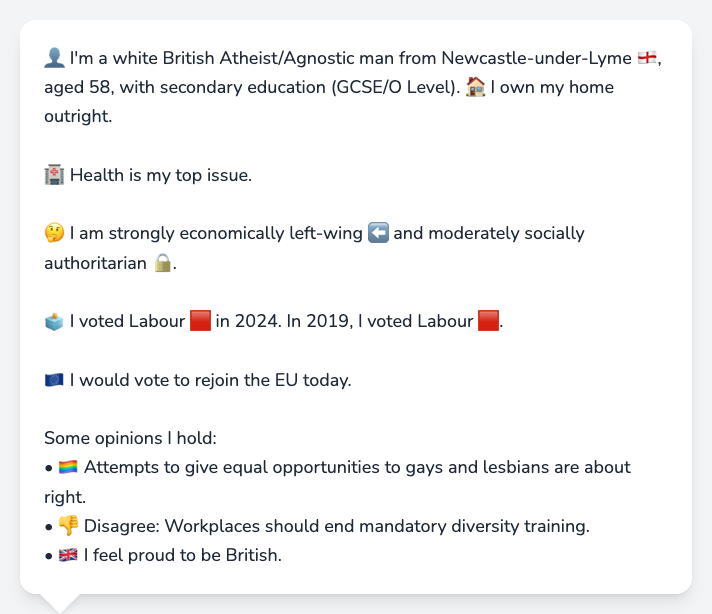 👤 I'm a white British Atheist/Agnostic man from Newcastle-under-Lyme 🏴󠁧󠁢󠁥󠁮󠁧󠁿,
aged 58, with secondary education (GCSE/O Level). 🏠 I own my home
outright.
🏥 Health is my top issue.
🤔 I am strongly economically left-wing ⬅️ and moderately socially
authoritarian 🔒.
🗳️ I voted Labour 🟥 in 2024. In 2019, I voted Labour 🟥.
🇪🇺 I would vote to rejoin the EU today.
Some opinions I hold:
• 🏳️‍🌈 Attempts to give equal opportunities to gays and lesbians are about
right.
• 👎 Disagree: Workplaces should end mandatory diversity training.
• 🇬🇧 I feel proud to be British.